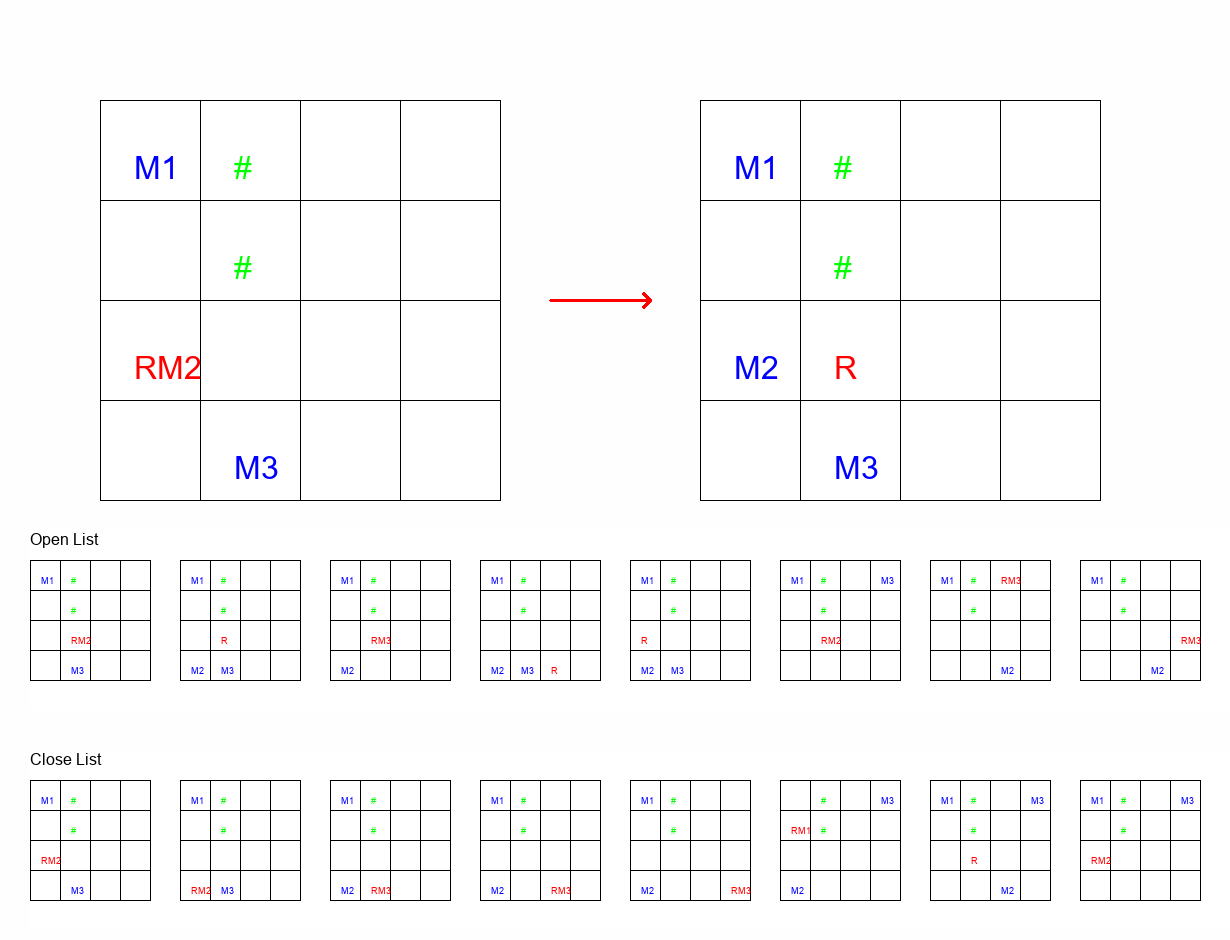 M1 # M1 #
# #
RM2 M2 R
M3 M3
Open List
M1 # M1 # M1 # M1 # M1 # M1 # M3 M1 # RM3 M1 #
# # # # # # # #
RM2 R RM3 R RM2 RM3
M3 M2 M3 M2 M2 M3 R M2 M3 M2 M2
Close List
M1 # M1 # M1 # M1 # M1 # # M3 M1 # M3 M1 # M3
# # # # # RM1 # # #
RM2 R RM2
M3 RM2 M3 M2 RM3 M2 RM3 M2 RM3 M2 M2